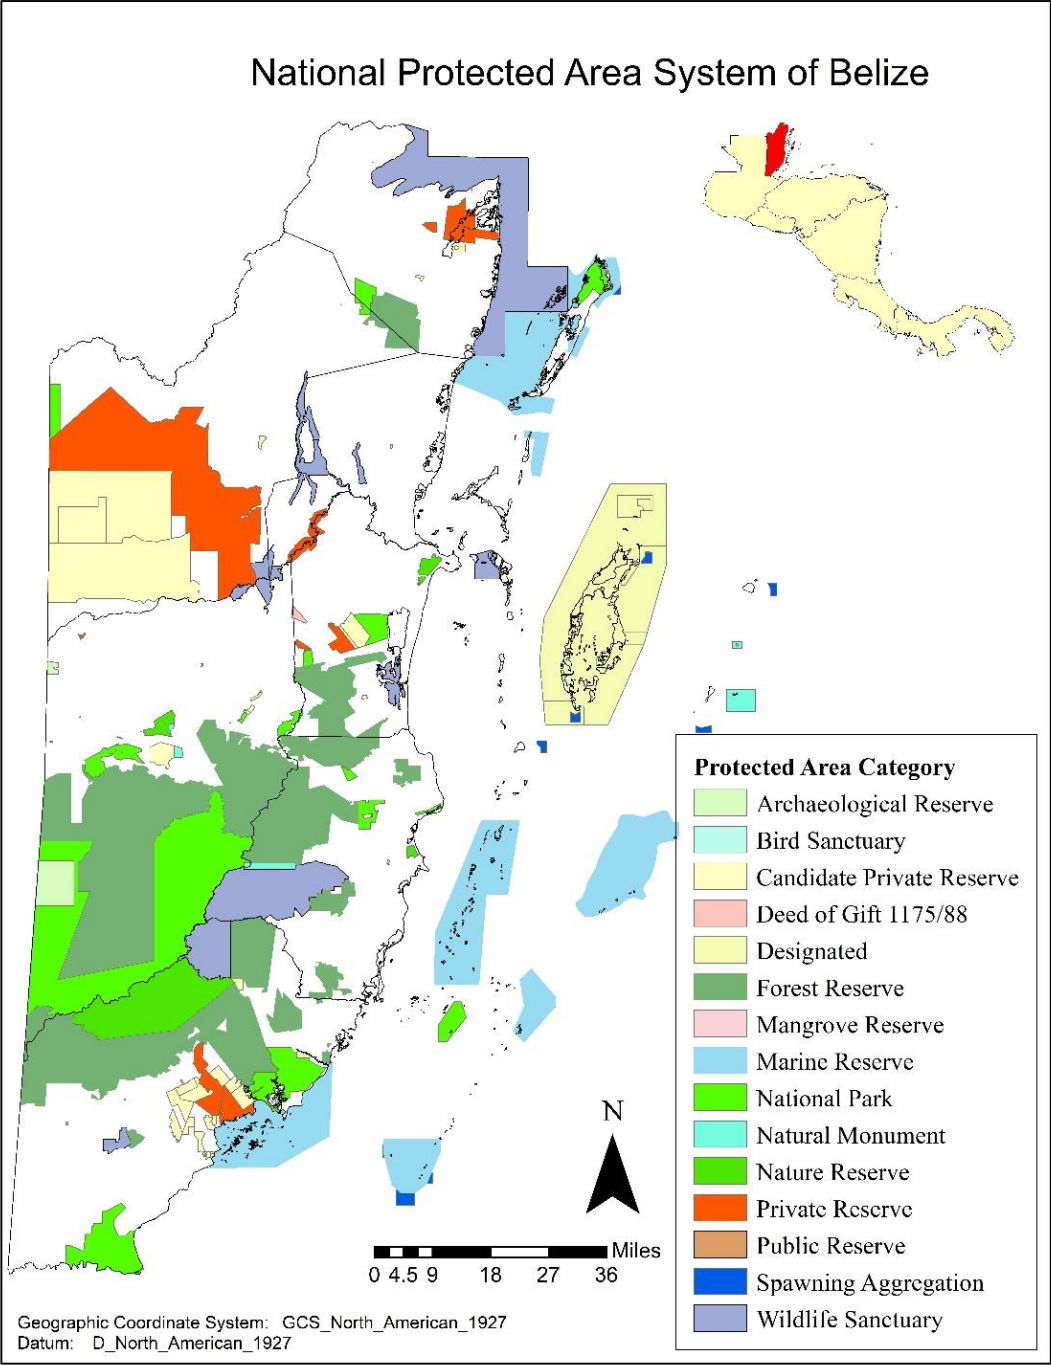 National Protected Area System of Belize
Protected Area Category
Archaeological Reserve
Bird Sanctuary
Candidate Private Reserve
Deed of Gift 1175/88
Designated
Forest Reserve
Mangrove Reserve
Marine Reserve
National Park
Natural Monument
Nature Reserve
Private Reserve
Public Reserve
Spawning Aggregation
Wildlife Sanctuary
N
Miles
0 4.5 9 18 27 36
Geographic Coordinate System: GCS_North_American_1927
Datum: D_North_American_1927